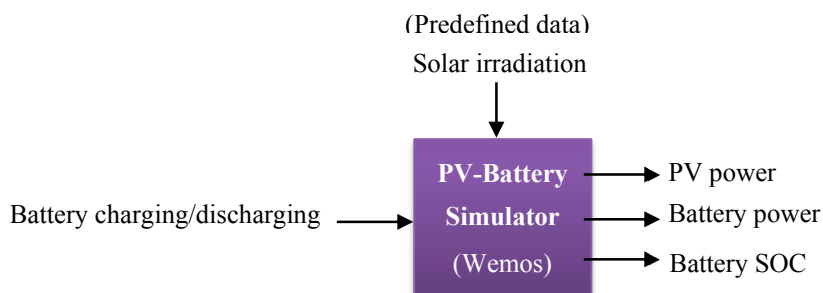 (Predefined data)
Solar irradiation
PV-Battery
Simulator
(Wemos)
Battery charging/discharging
PV power
Battery power
Battery SOC